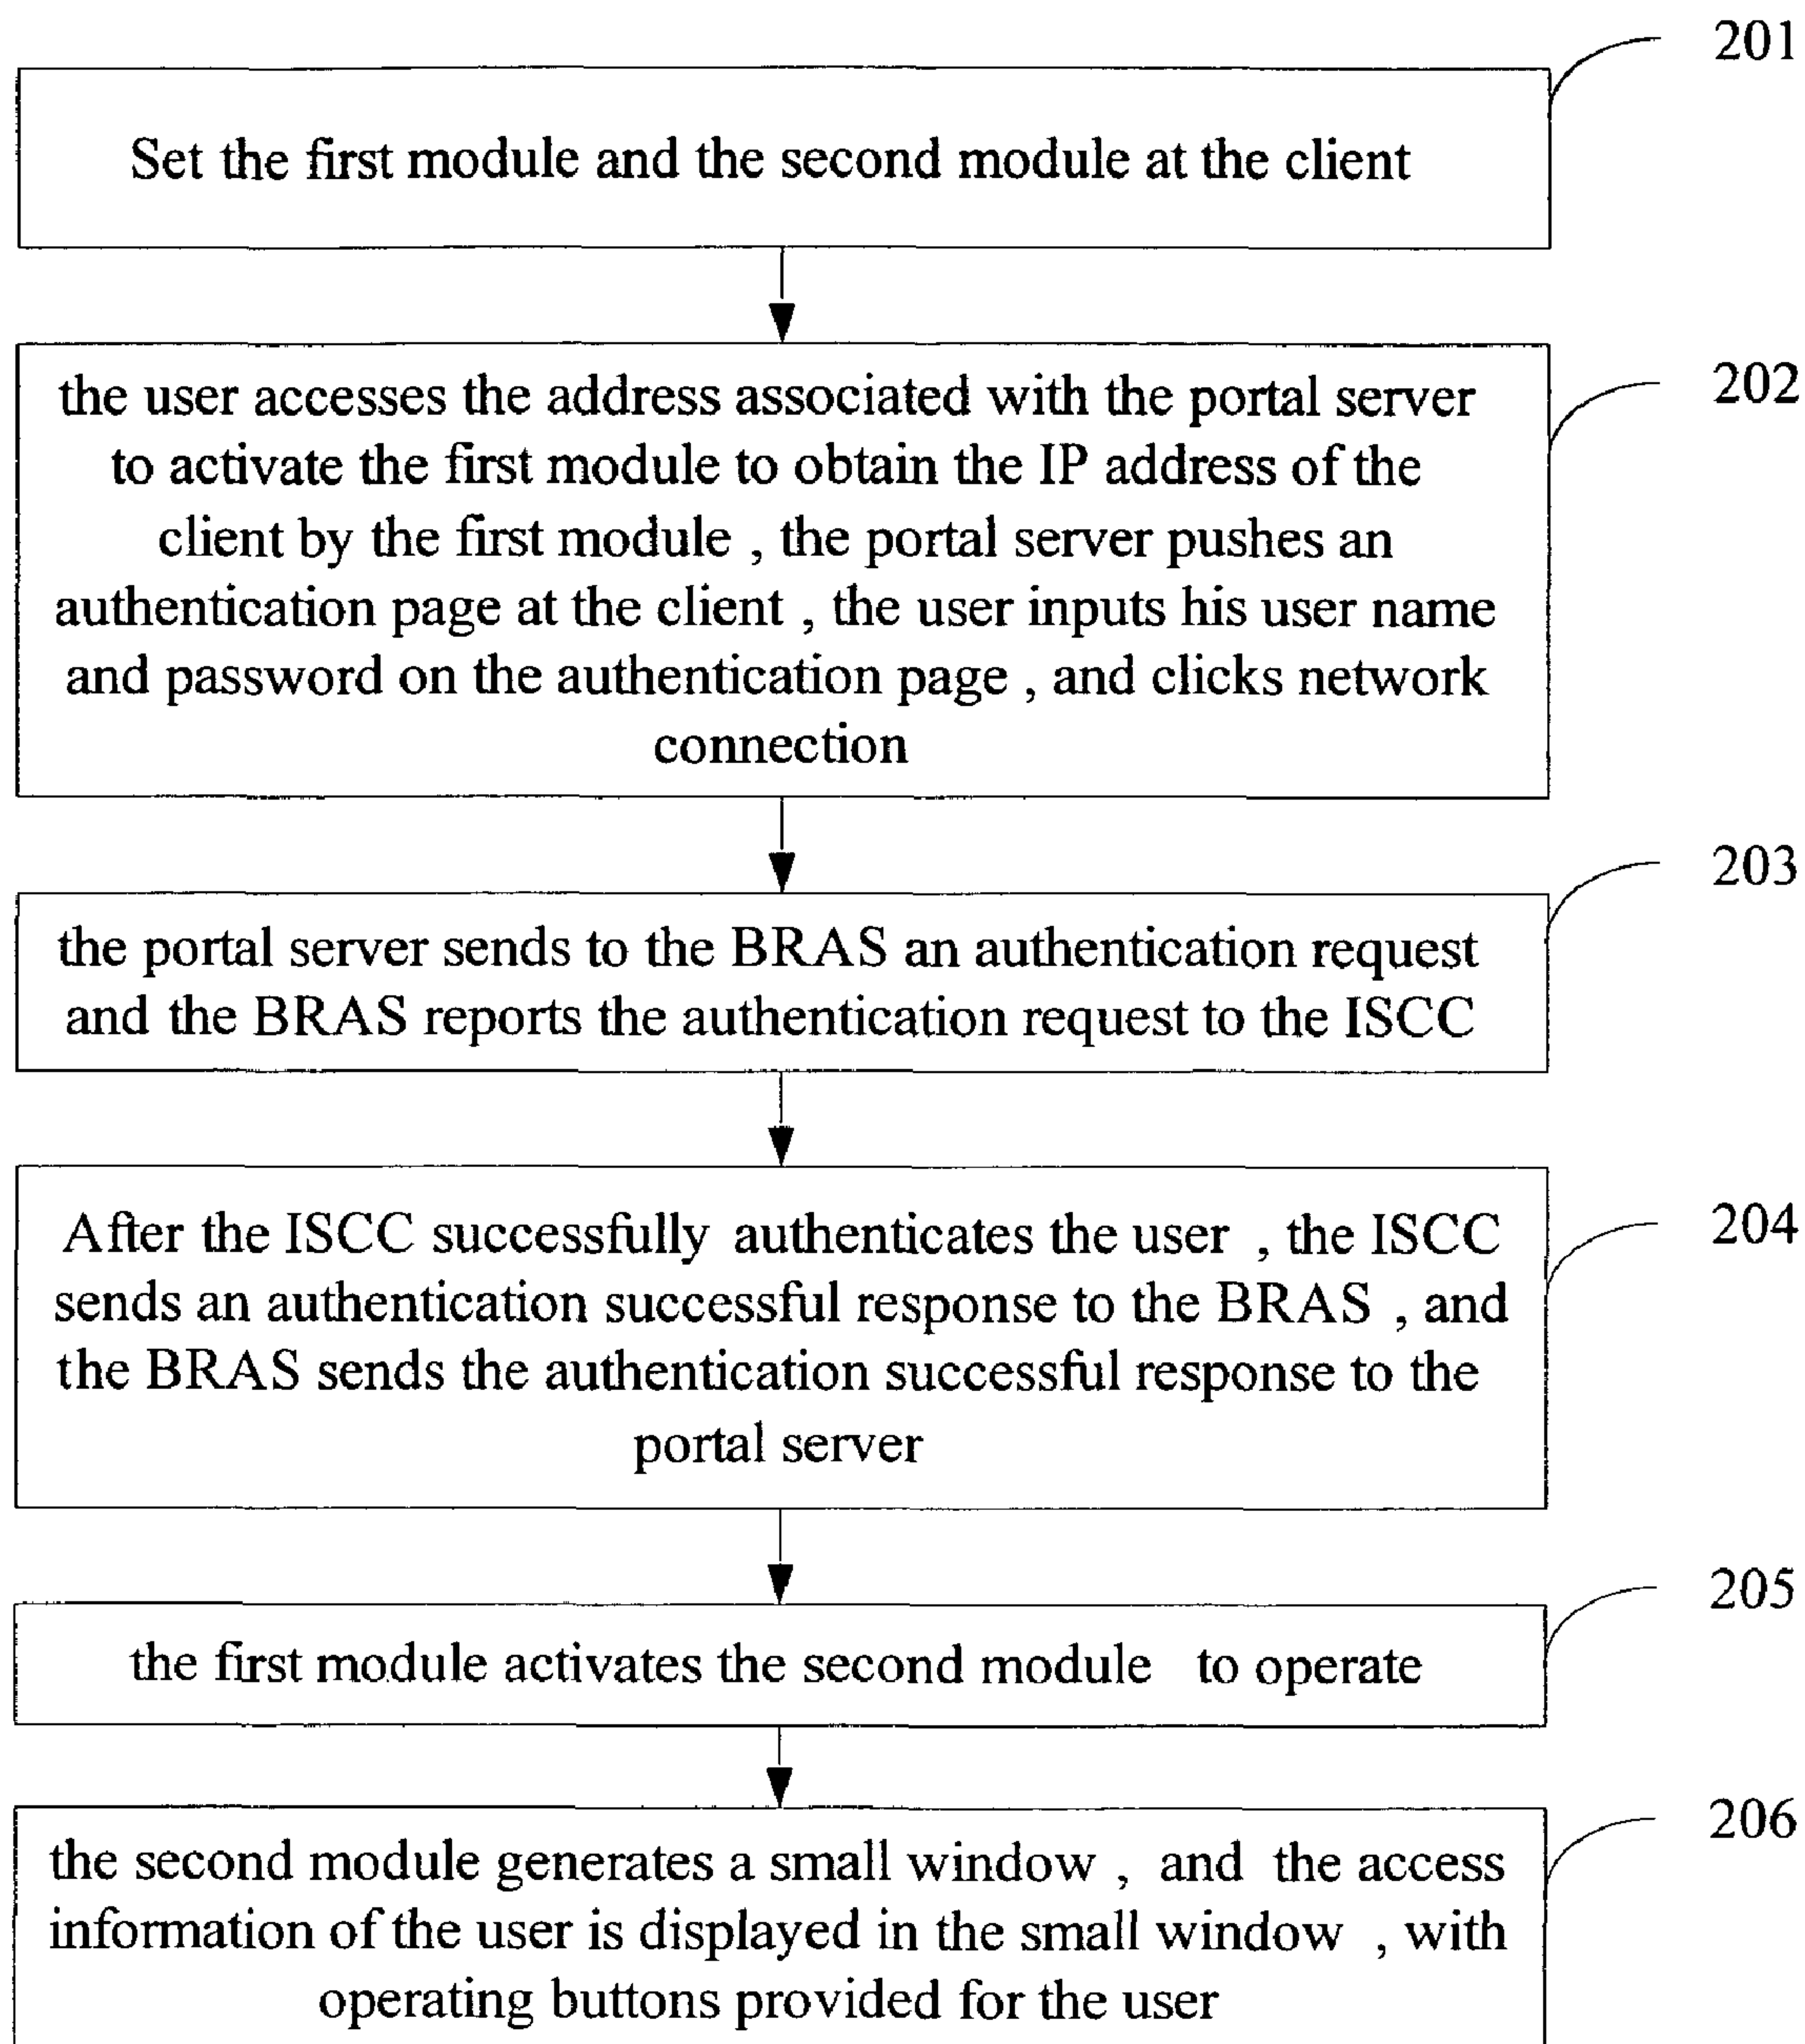 201
Set the first module and the second module at the client
202
the user accesses the address associated with the portal server
to activate the first module to obtain the IP address of the
client by the first module , the portal server pushes an
authentication page at the client , the user inputs his user name
and password on the authentication page , and clicks network
connection
203
the portal server sends to the BRAS an authentication request
and the BRAS reports the authentication request to the ISCC
204
After the ISCC successfully authenticates the user , the ISCC
sends an authentication successful response to the BRAS , and
the BRAS sends the authentication successful response to the
portal server
205
the first module activates the second module to operate
206
the second module generates a small window , and the access
information of the user is displayed in the small window , with
operating buttons provided for the user